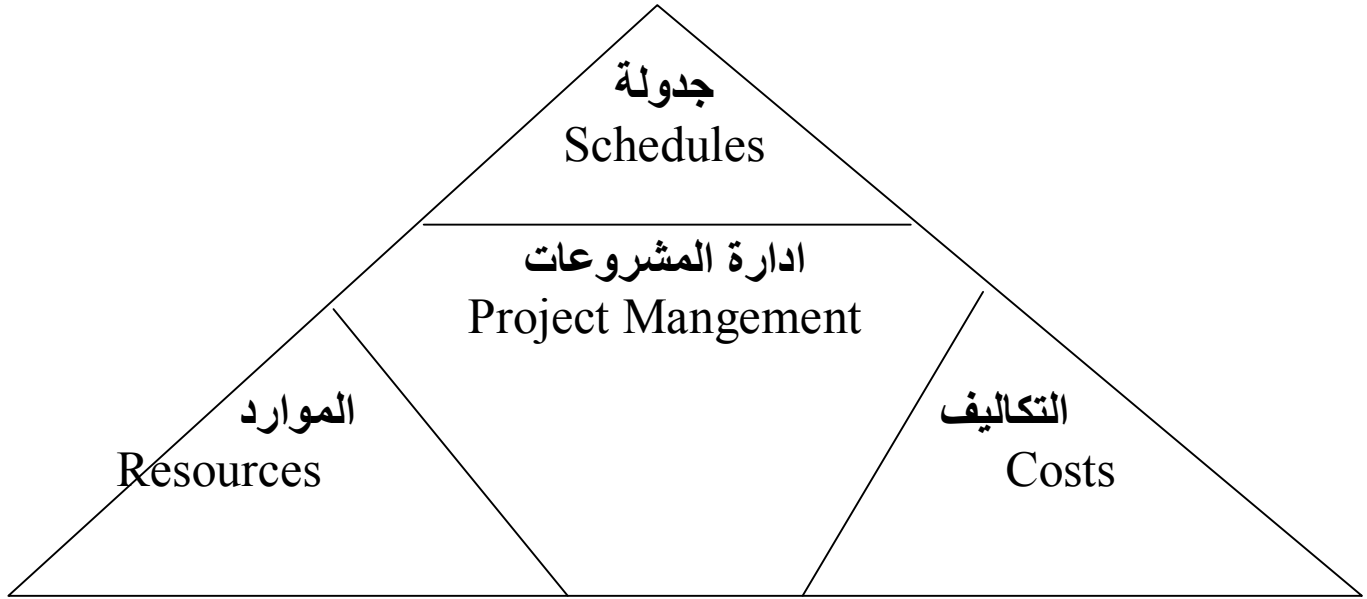 جدولة
Schedules
ادارة المشروعات
Project Mangement
الموارد
Resources
التكاليف
Costs